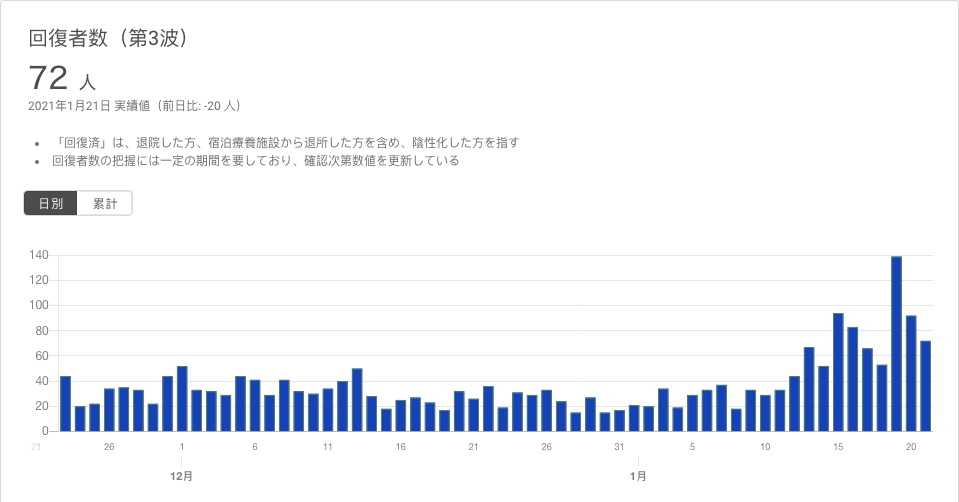 回復者数（第3波）
72 人
2021年1月21日 実績値（前日比: -20 人）
• 「回復済」は、退院した方、宿泊療養施設から退所した方を含め、陰性化した方を指す
• 回復者数の把握には一定の期間を要しており、確認次第数値を更新している
日別 累計
140
120
100
80
60
40
20
0
21 26 1 6 11 16 21 26 31 5 10 15 20
12月 1月